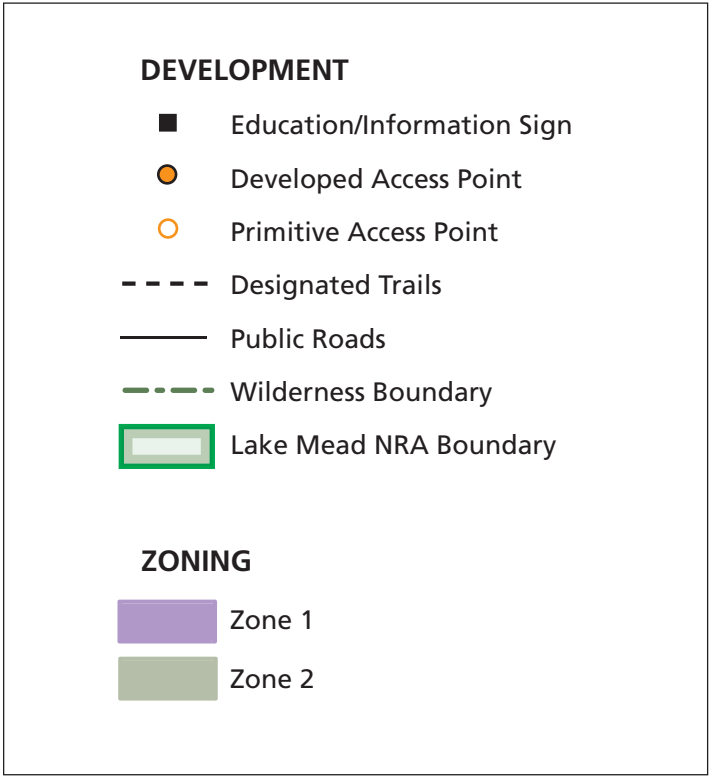 DEVELOPMENT
Education/Information Sign
Developed Access Point
Primitive Access Point
Designated Trails
Public Roads
Wilderness Boundary
Lake Mead NRA Boundary
ZONING
Zone 1
Zone 2